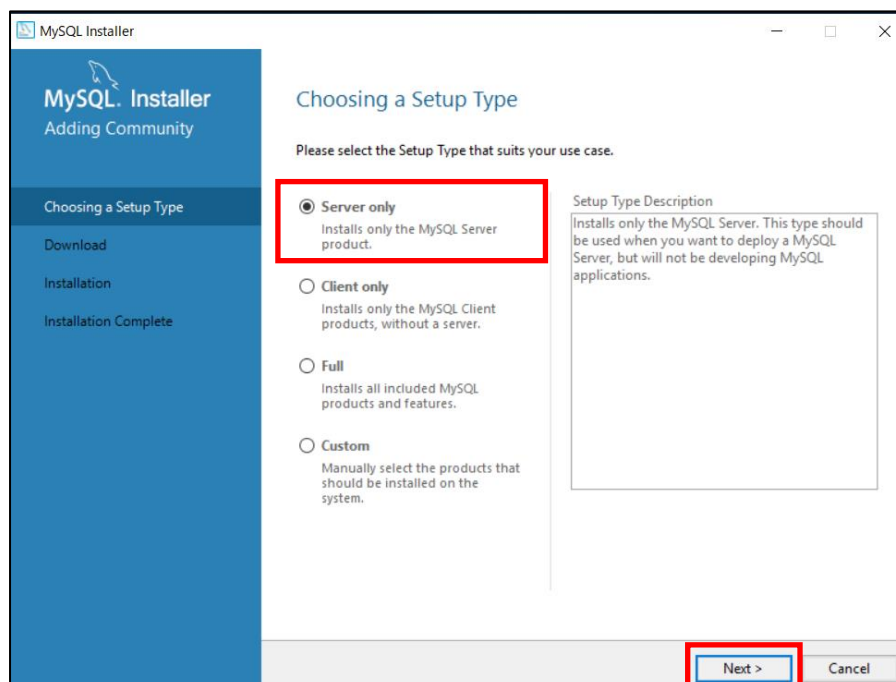 MySQL Installer
MySQL. Installer
Adding Community
Choosing a Setup Type
Download
Installation
Installation Complete
Choosing a Setup Type
Please select the Setup Type that suits your use case.
Server only
Installs only the MySQL Server
product.
Client only
Installs only the MySQL Client
products, without a server.
Full
Installs all included MySQL
products and features.
Custom
Manually select the products that
should be installed on the
system.
Setup Type Description
Installs only the MySQL Server. This type should
be used when you want to deploy a MySQL
Server, but will not be developing MySQL
applications.
Next >
Cancel